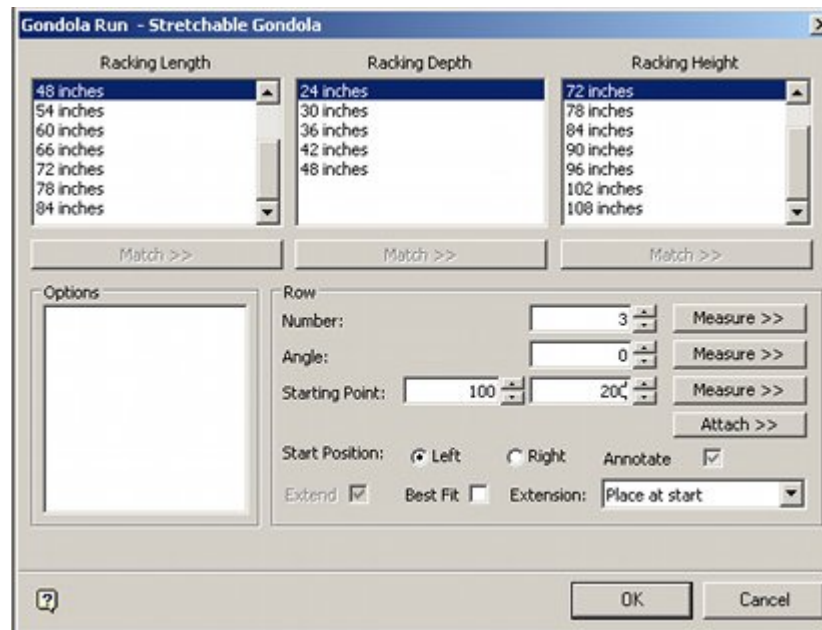 Gondola Run - Stretchable Gondola
Racking Length
48 inches
54 inches
60 inches
66 inches
72 inches
78 inches
84 inches
Match >>
Racking Depth
24 inches
30 inches
36 inches
42 inches
48 inches
Match >>
Racking Height
72 inches
78 inches
84 inches
90 inches
96 inches
102 inches
108 inches
Match >>
Options
Row
Number: 3 Measure >>
Angle: 0 Measure >>
Starting Point: 100 200 Measure >>
Attach >>
Start Position: Left Right Annotate
Extend Best Fit Extension: Place at start
OK Cancel